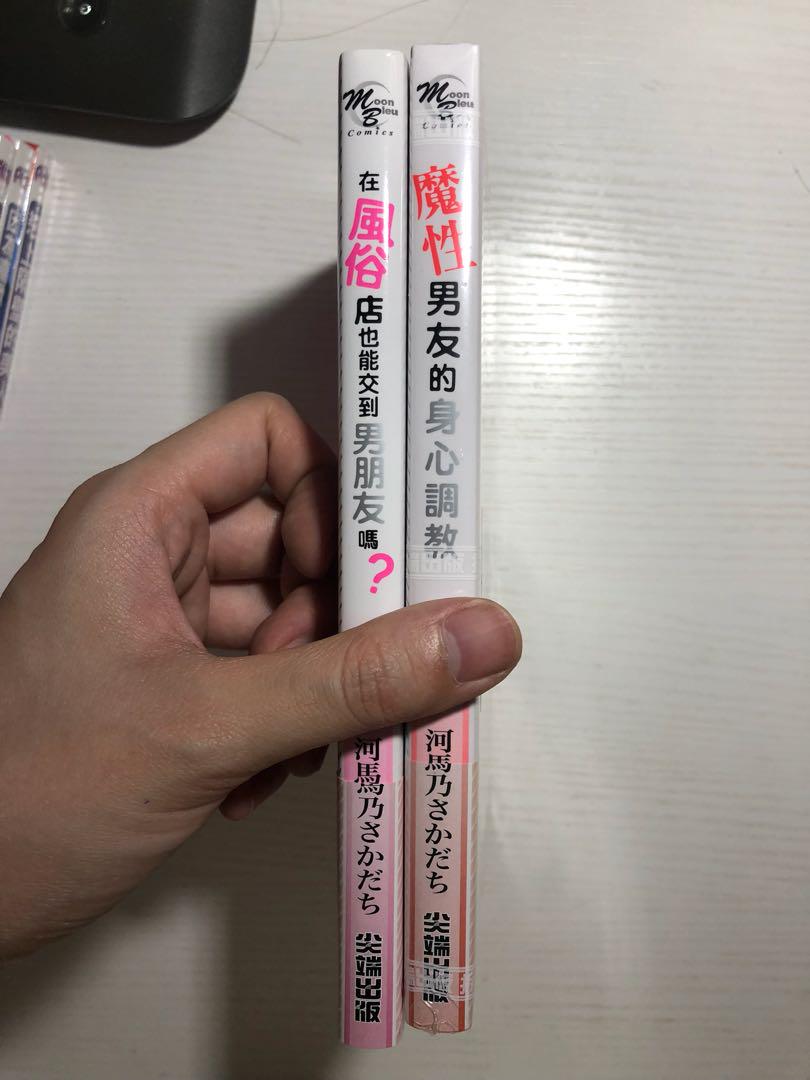 Moon
Bleu
Comics
在風俗店也能交到男朋友嗎?
河馬乃さかだち
尖端出版
Moon
Bleu
Comics
魔性男友的身心調教
河馬乃さかだち
尖端出版